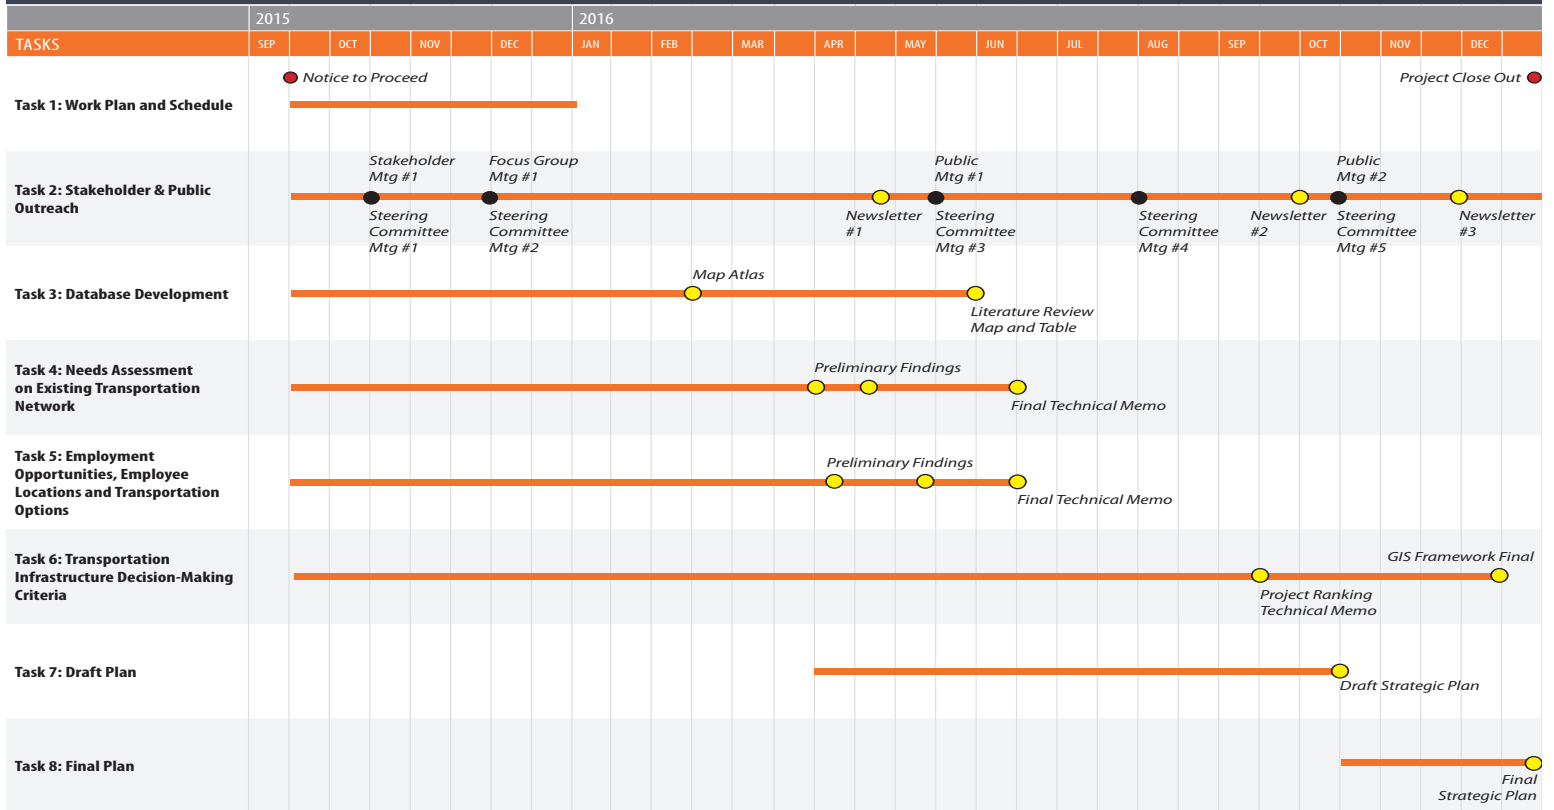 2015 2016
TASKS SEP OCT NOV DEC JAN FEB MAR APR MAY JUN JUL AUG SEP OCT NOV DEC
Notice to Proceed
Project Close Out
Task 1: Work Plan and Schedule
Stakeholder
Mtg #1
Focus Group
Mtg #1
Public
Mtg #1
Public
Mtg #2
Task 2: Stakeholder & Public
Outreach
Steering
Committee
Mtg #1
Steering
Committee
Mtg #2
Newsletter
#1
Steering
Committee
Mtg #3
Steering
Committee
Mtg #4
Newsletter
#2
Steering
Committee
Mtg #5
Newsletter
#3
Task 3: Database Development
Map Atlas
Literature Review
Map and Table
Task 4: Needs Assessment
on Existing Transportation
Network
Preliminary Findings
Final Technical Memo
Task 5: Employment
Opportunities, Employee
Locations and Transportation
Options
Preliminary Findings
Final Technical Memo
Task 6: Transportation
Infrastructure Decision-Making
Criteria
GIS Framework Final
Project Ranking
Technical Memo
Task 7: Draft Plan
Draft Strategic Plan
Task 8: Final Plan
Final
Strategic Plan